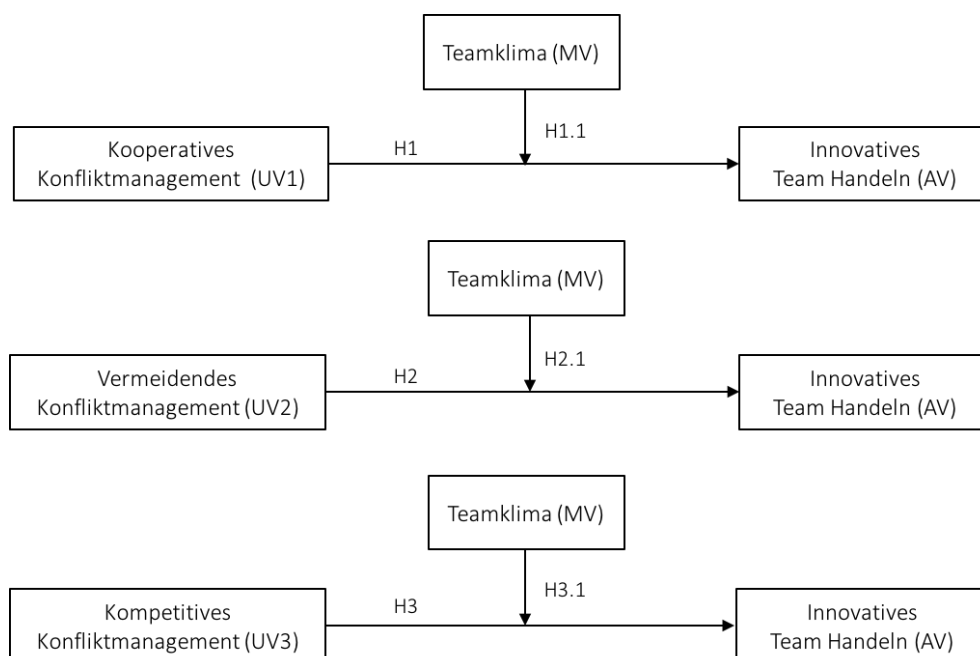 Teamklima (MV)
H1.1
H1
Kooperatives
Konfliktmanagement (UV1)
Innovatives
Team Handeln (AV)
Teamklima (MV)
H2.1
H2
Vermeidendes
Konfliktmanagement (UV2)
Innovatives
Team Handeln (AV)
Teamklima (MV)
H3.1
H3
Kompetitives
Konfliktmanagement (UV3)
Innovatives
Team Handeln (AV)